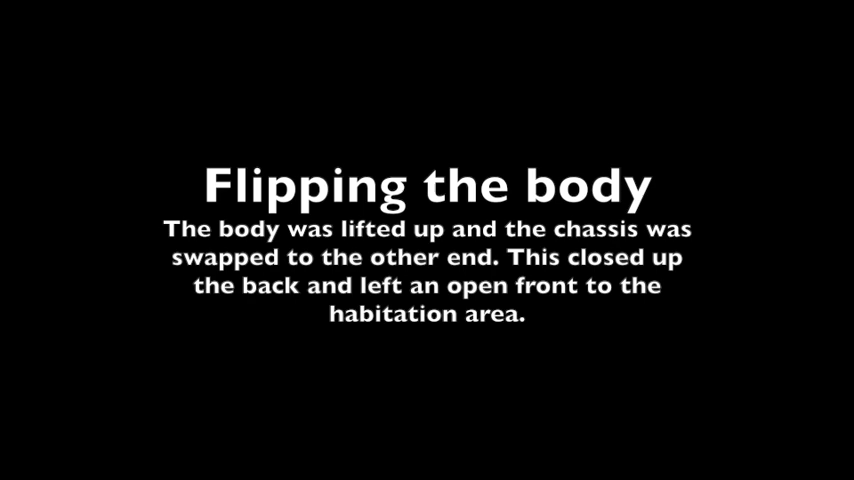 Flipping the body
The body was lifted up and the chassis was
swapped to the other end. This closed up
the back and left an open front to the
habitation area.